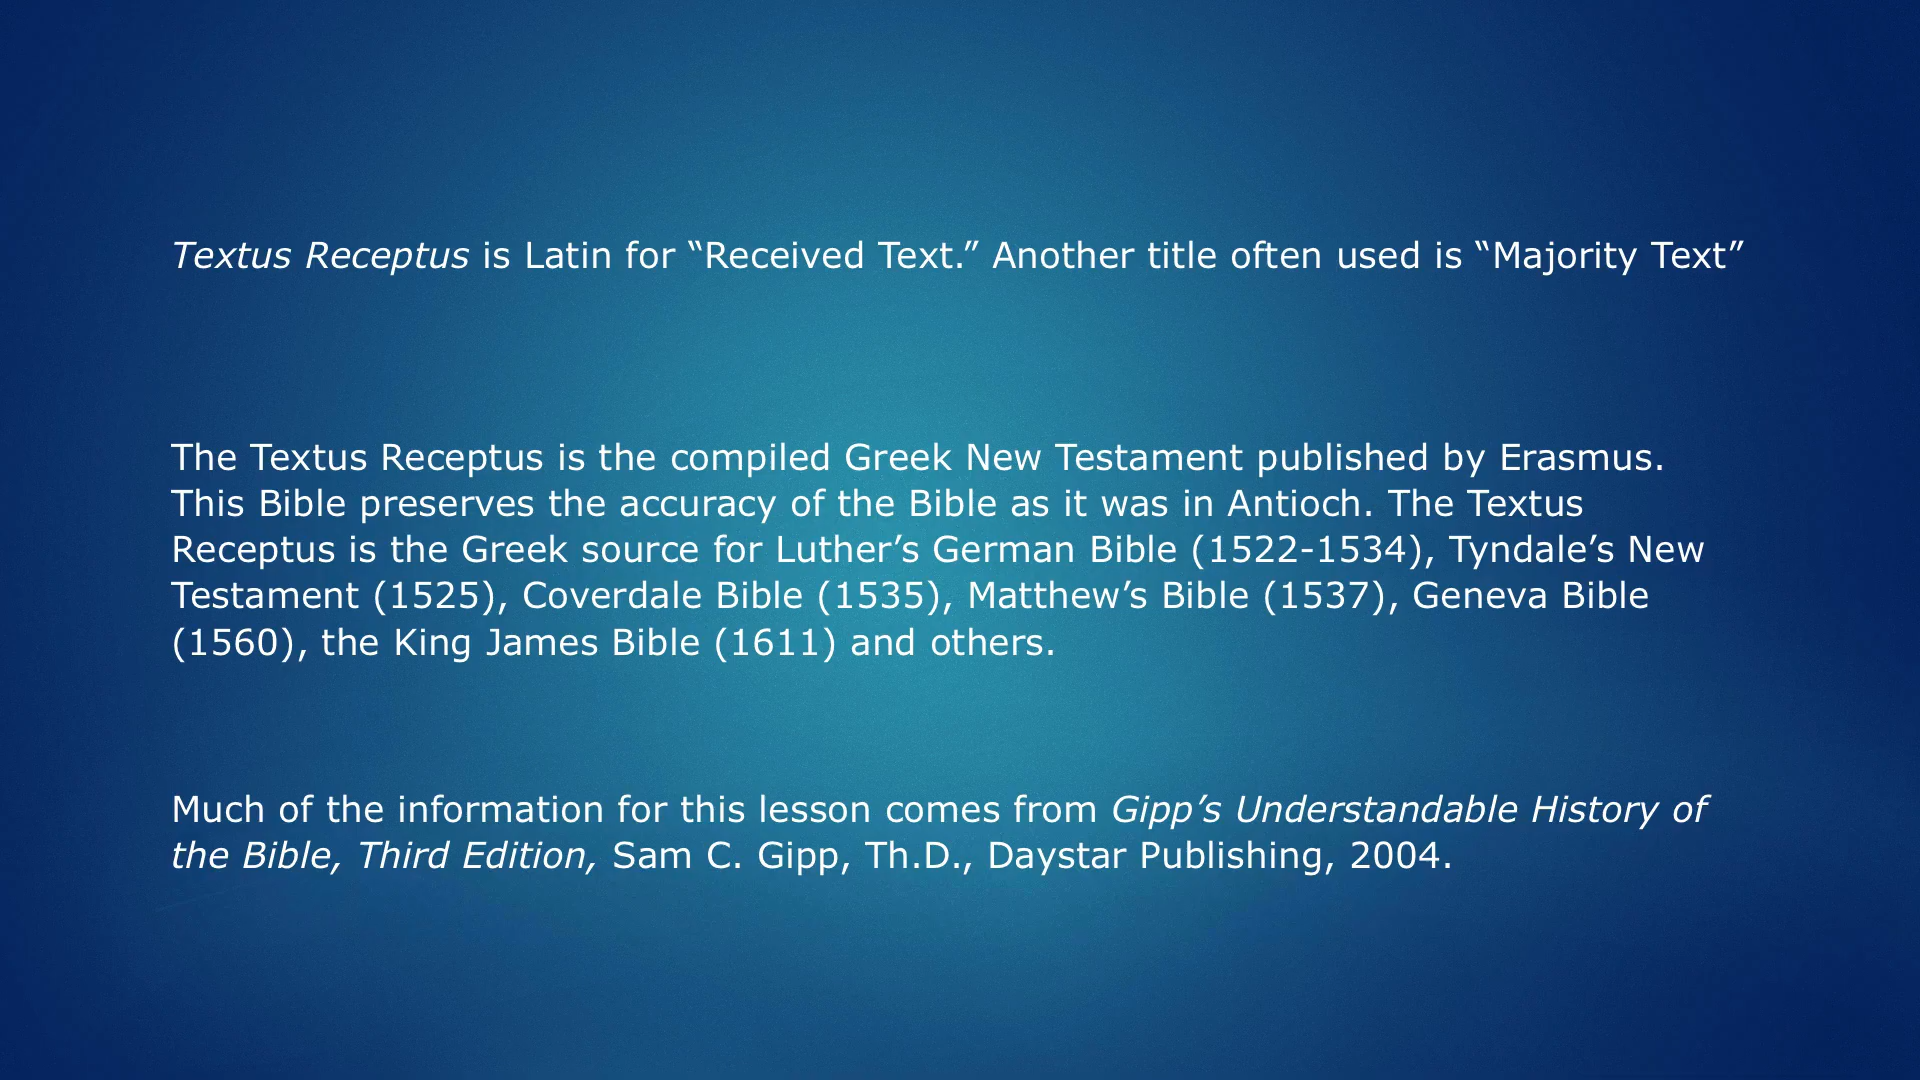 Textus Receptus is Latin for “Received Text.” Another title often used is “Majority Text”
The Textus Receptus is the compiled Greek New Testament published by Erasmus.
This Bible preserves the accuracy of the Bible as it was in Antioch. The Textus
Receptus is the Greek source for Luther’s German Bible (1522-1534), Tyndale’s New
Testament (1525), Coverdale Bible (1535), Matthew’s Bible (1537), Geneva Bible
(1560), the King James Bible (1611) and others.
Much of the information for this lesson comes from Gipp’s Understandable History of
the Bible, Third Edition, Sam C. Gipp, Th.D., Daystar Publishing, 2004.